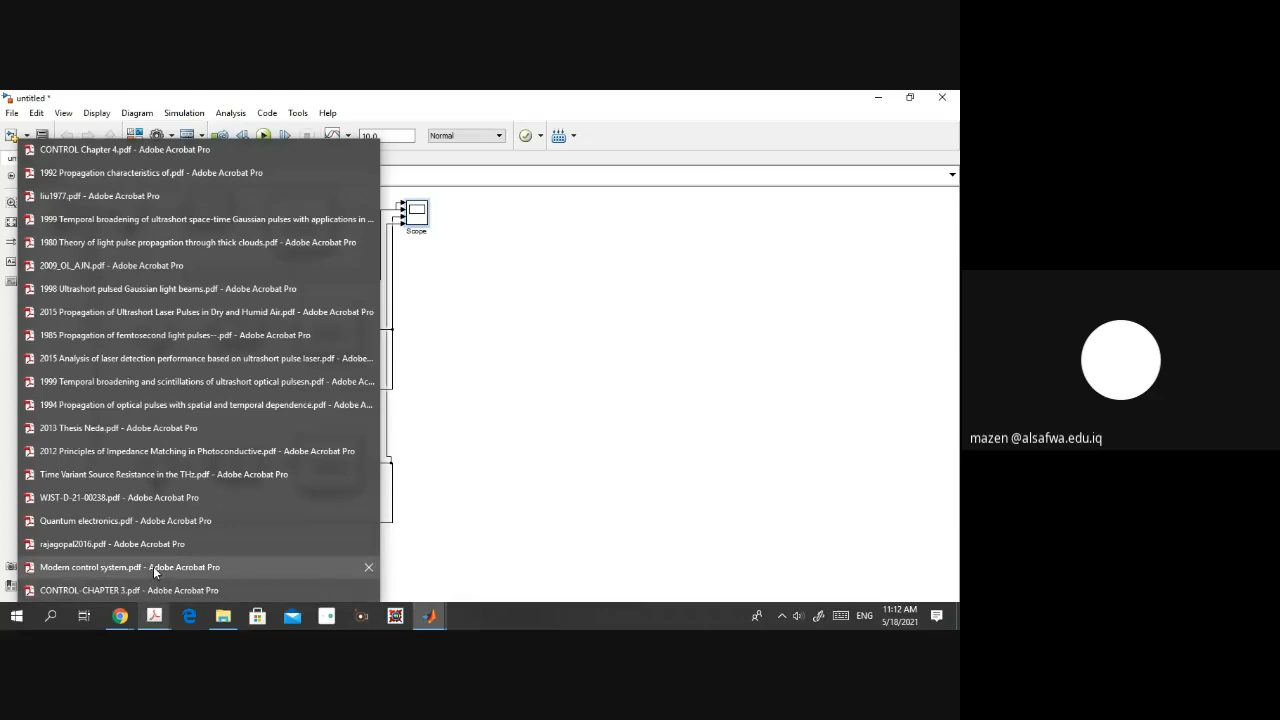 untitled *
File Edit View Display Diagram Simulation Analysis Code Tools Help
10.0 Normal
CONTROL Chapter 4.pdf - Adobe Acrobat Pro
1992 Propagation characteristics of.pdf - Adobe Acrobat Pro
liu1977.pdf - Adobe Acrobat Pro
1999 Temporal broadening of ultrashort space-time Gaussian pulses with applications in ...
1980 Theory of light pulse propagation through thick clouds.pdf - Adobe Acrobat Pro
2009_OL_AJN.pdf - Adobe Acrobat Pro
1998 Ultrashort pulsed Gaussian light beams.pdf - Adobe Acrobat Pro
2015 Propagation of Ultrashort Laser Pulses in Dry and Humid Air.pdf - Adobe Acrobat Pro
1985 Propagation of femtosecond light pulses--.pdf - Adobe Acrobat Pro
2015 Analysis of laser detection performance based on ultrashort pulse laser.pdf - Adobe...
1999 Temporal broadening and scintillations of ultrashort optical pulsesn.pdf - Adobe Ac...
1994 Propagation of optical pulses with spatial and temporal dependence.pdf - Adobe A...
2013 Thesis Neda.pdf - Adobe Acrobat Pro
2012 Principles of Impedance Matching in Photoconductive.pdf - Adobe Acrobat Pro
Time Variant Source Resistance in the THz.pdf - Adobe Acrobat Pro
WJST-D-21-00238.pdf - Adobe Acrobat Pro
Quantum electronics.pdf - Adobe Acrobat Pro
rajagopal2016.pdf - Adobe Acrobat Pro
Modern control system.pdf - Adobe Acrobat Pro
CONTROL-CHAPTER 3.pdf - Adobe Acrobat Pro
Scope
ENG
11:12 AM
5/18/2021
mazen @alsafwa.edu.iq